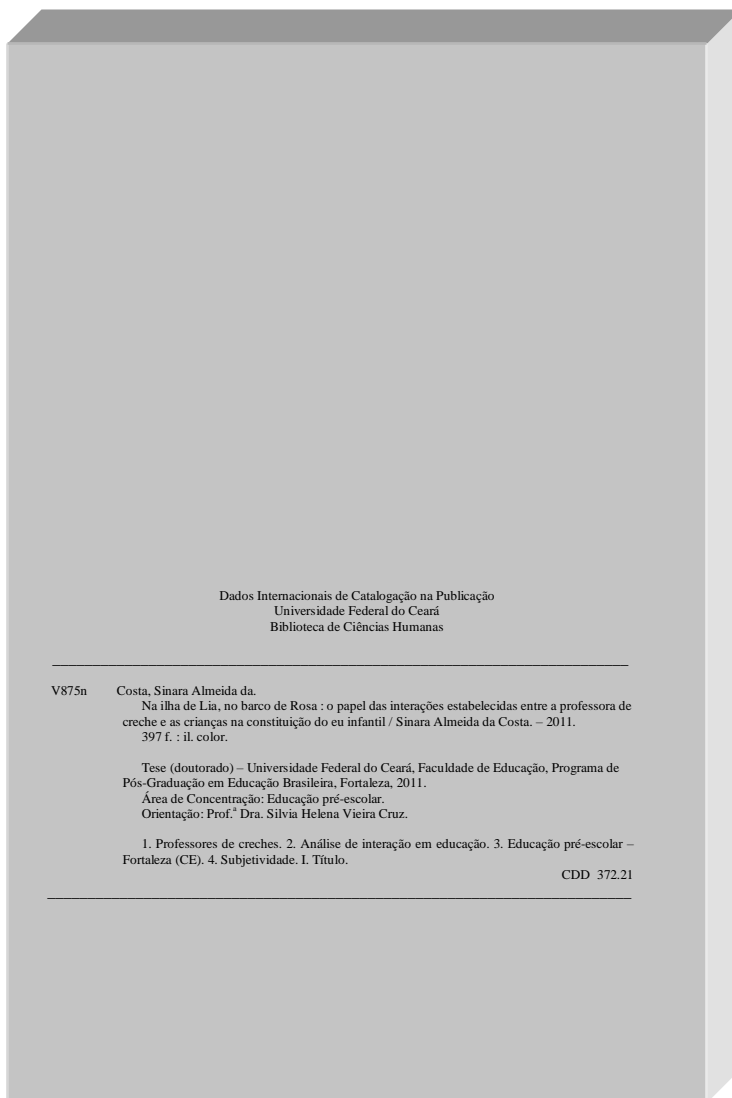 Dados Internacionais de Catalogação na Publicação
Universidade Federal do Ceará
Biblioteca de Ciências Humanas
V875n Costa, Sinara Almeida da.
Na ilha de Lia, no barco de Rosa : o papel das interações estabelecidas entre a professora de
creche e as crianças na constituição do eu infantil / Sinara Almeida da Costa. – 2011.
397 f. : il. color.
Tese (doutorado) – Universidade Federal do Ceará, Faculdade de Educação, Programa de
Pós-Graduação em Educação Brasileira, Fortaleza, 2011.
Área de Concentração: Educação pré-escolar.
Orientação: Prof.ª Dra. Silvia Helena Vieira Cruz.
1. Professores de creches. 2. Análise de interação em educação. 3. Educação pré-escolar –
Fortaleza (CE). 4. Subjetividade. I. Título.
CDD 372.21